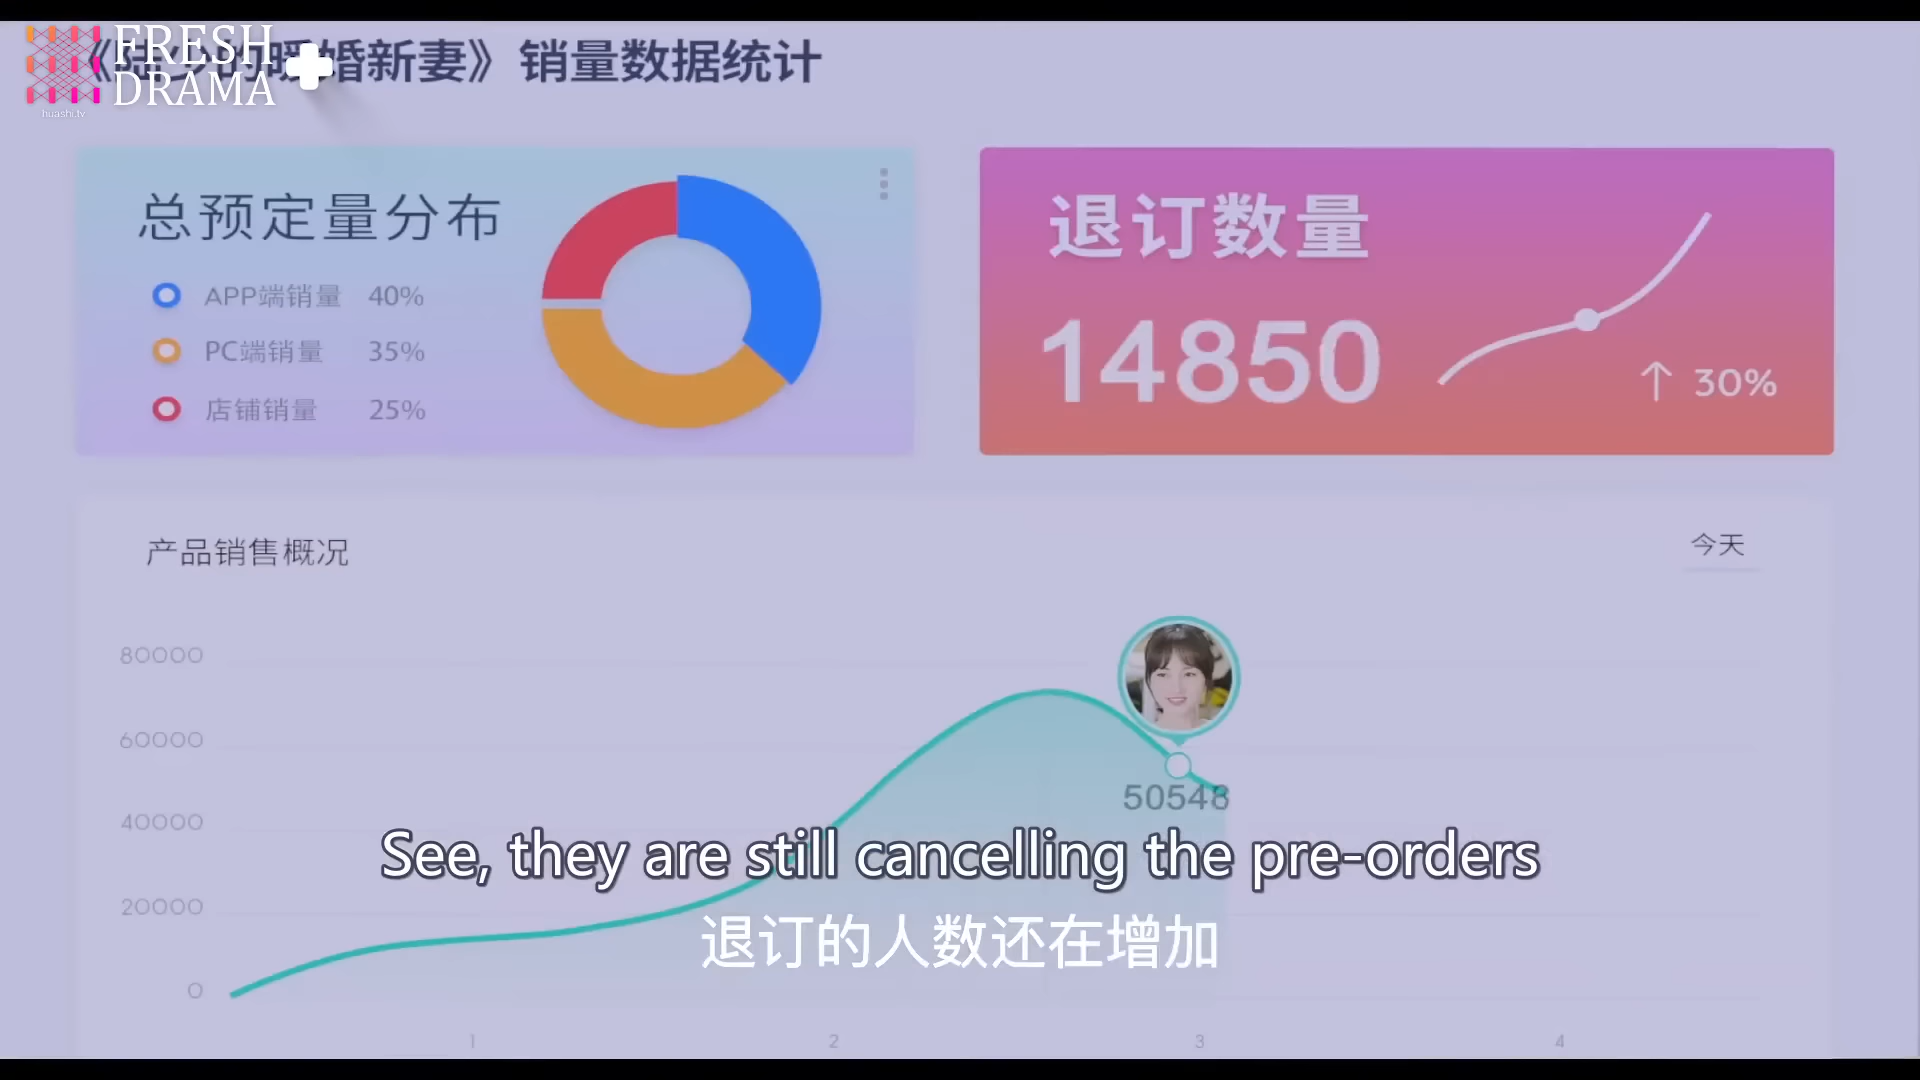 FRESH
DRAMA
huashi.tv
婚新妻》销量数据统计
总预定量分布
APP端销量 40%
PC端销量 35%
店铺销量 25%
退订数量
14850
↑ 30%
产品销售概况
今天
80000
60000
40000
20000
0
50548
1 2 3 4
See, they are still cancelling the pre-orders
退订的人数还在增加